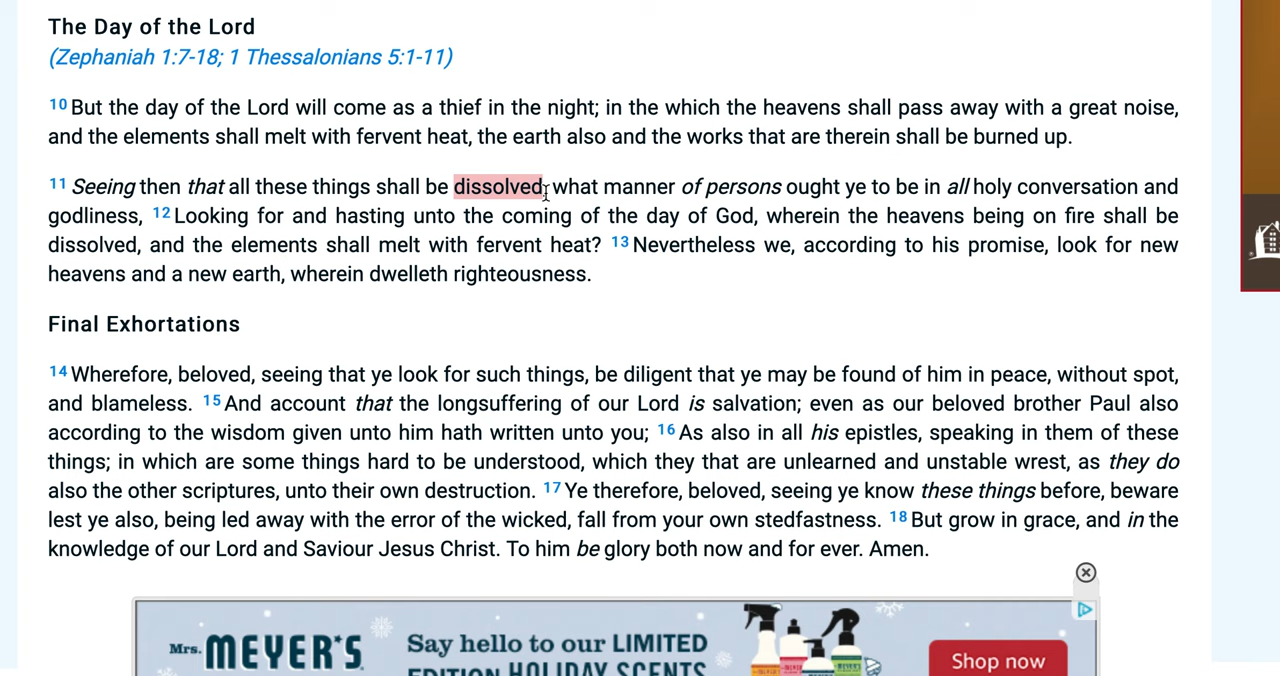 The Day of the Lord
(Zephaniah 1:7-18; 1 Thessalonians 5:1-11)
10 But the day of the Lord will come as a thief in the night; in the which the heavens shall pass away with a great noise,
and the elements shall melt with fervent heat, the earth also and the works that are therein shall be burned up.
11 Seeing then that all these things shall be dissolved, what manner of persons ought ye to be in all holy conversation and
godliness, 12 Looking for and hasting unto the coming of the day of God, wherein the heavens being on fire shall be
dissolved, and the elements shall melt with fervent heat? 13 Nevertheless we, according to his promise, look for new
heavens and a new earth, wherein dwelleth righteousness.
Final Exhortations
14 Wherefore, beloved, seeing that ye look for such things, be diligent that ye may be found of him in peace, without spot,
and blameless. 15 And account that the longsuffering of our Lord is salvation; even as our beloved brother Paul also
according to the wisdom given unto him hath written unto you; 16 As also in all his epistles, speaking in them of these
things; in which are some things hard to be understood, which they that are unlearned and unstable wrest, as they do
also the other scriptures, unto their own destruction. 17 Ye therefore, beloved, seeing ye know these things before, beware
lest ye also, being led away with the error of the wicked, fall from your own stedfastness. 18 But grow in grace, and in the
knowledge of our Lord and Saviour Jesus Christ. To him be glory both now and for ever. Amen.
Mrs. MEYER'S
Say hello to our LIMITED
EDITION HOLIDAY SCENTS
Shop now